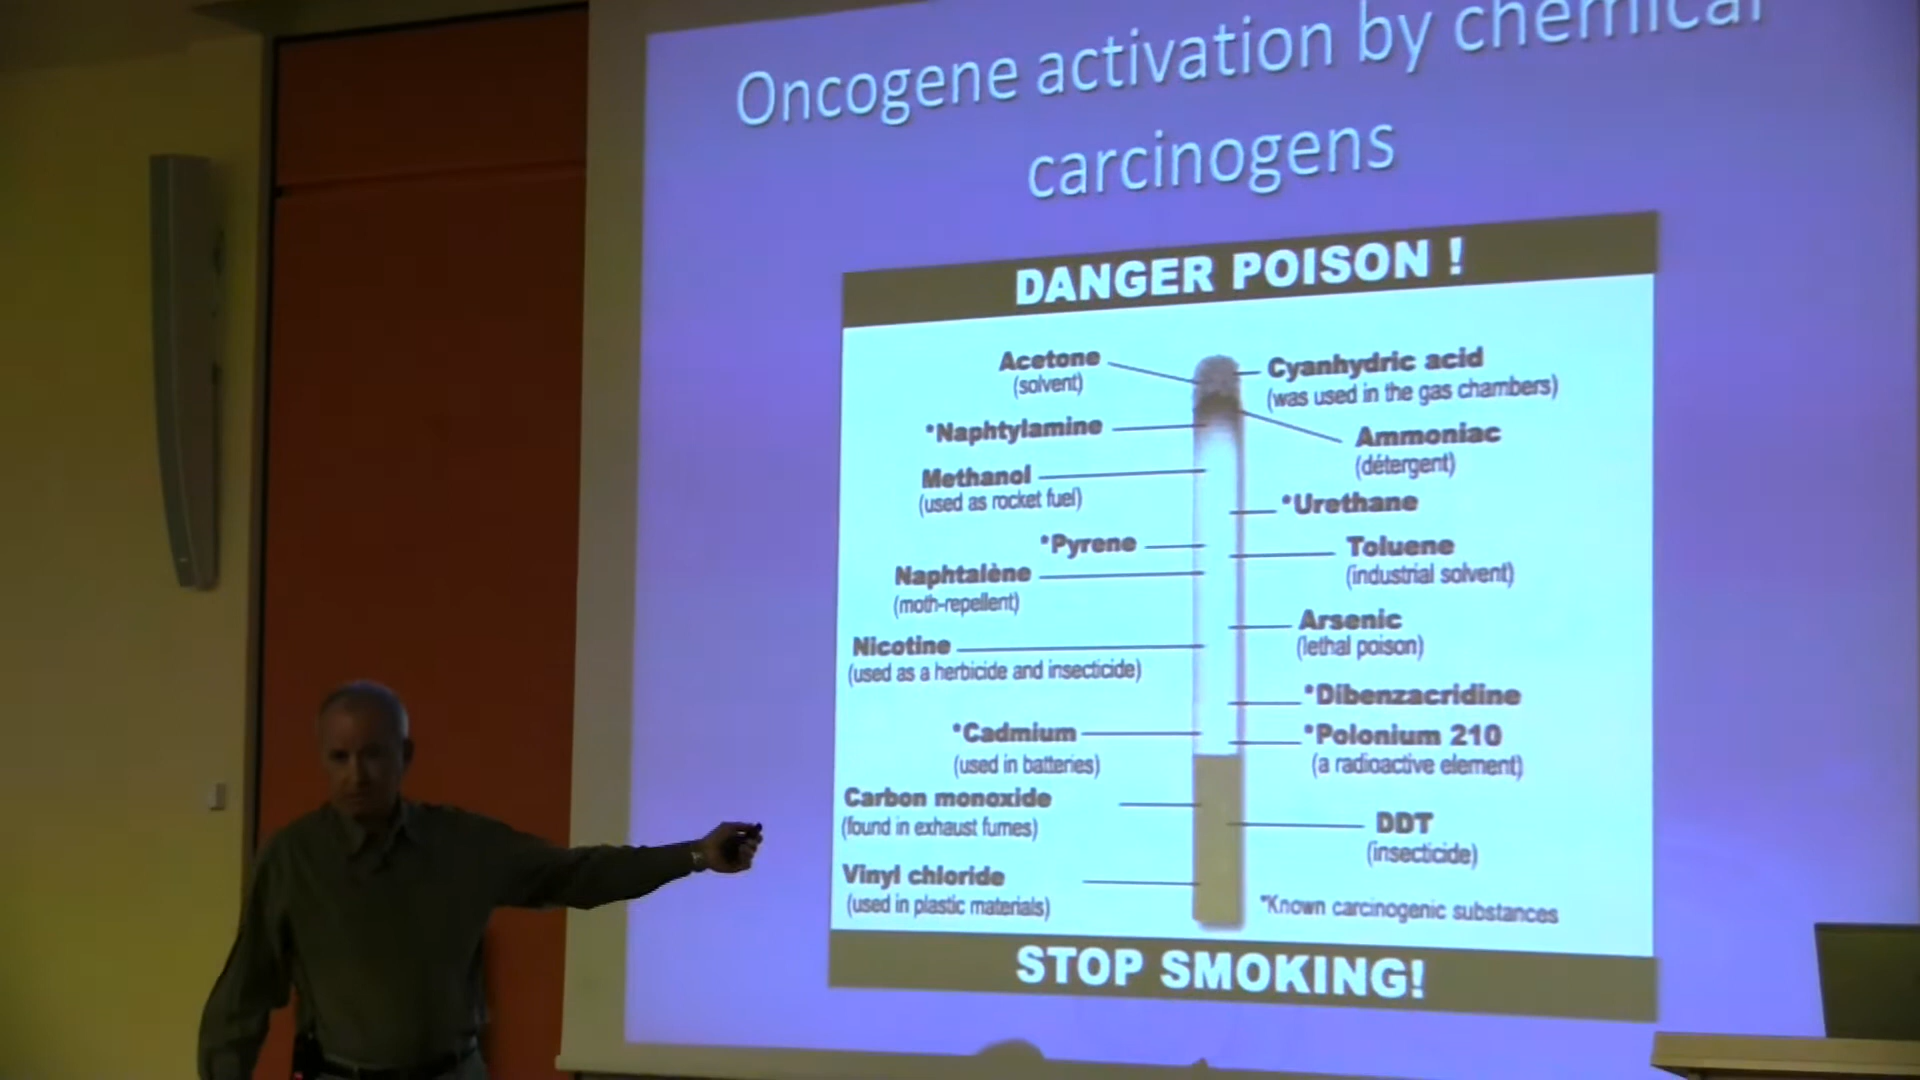 Oncogene activation by chemical
carcinogens
DANGER POISON !
Acetone
(solvent)
*Naphtylamine
Methanol
(used as rocket fuel)
*Pyrene
Naphtalène
(moth-repellent)
Nicotine
(used as a herbicide and insecticide)
*Cadmium
(used in batteries)
Carbon monoxide
(found in exhaust fumes)
Vinyl chloride
(used in plastic materials)
Cyanhydric acid
(was used in the gas chambers)
Ammoniac
(détergent)
*Urethane
Toluene
(industrial solvent)
Arsenic
(lethal poison)
*Dibenzacridine
*Polonium 210
(a radioactive element)
DDT
(insecticide)
*Known carcinogenic substances
STOP SMOKING!